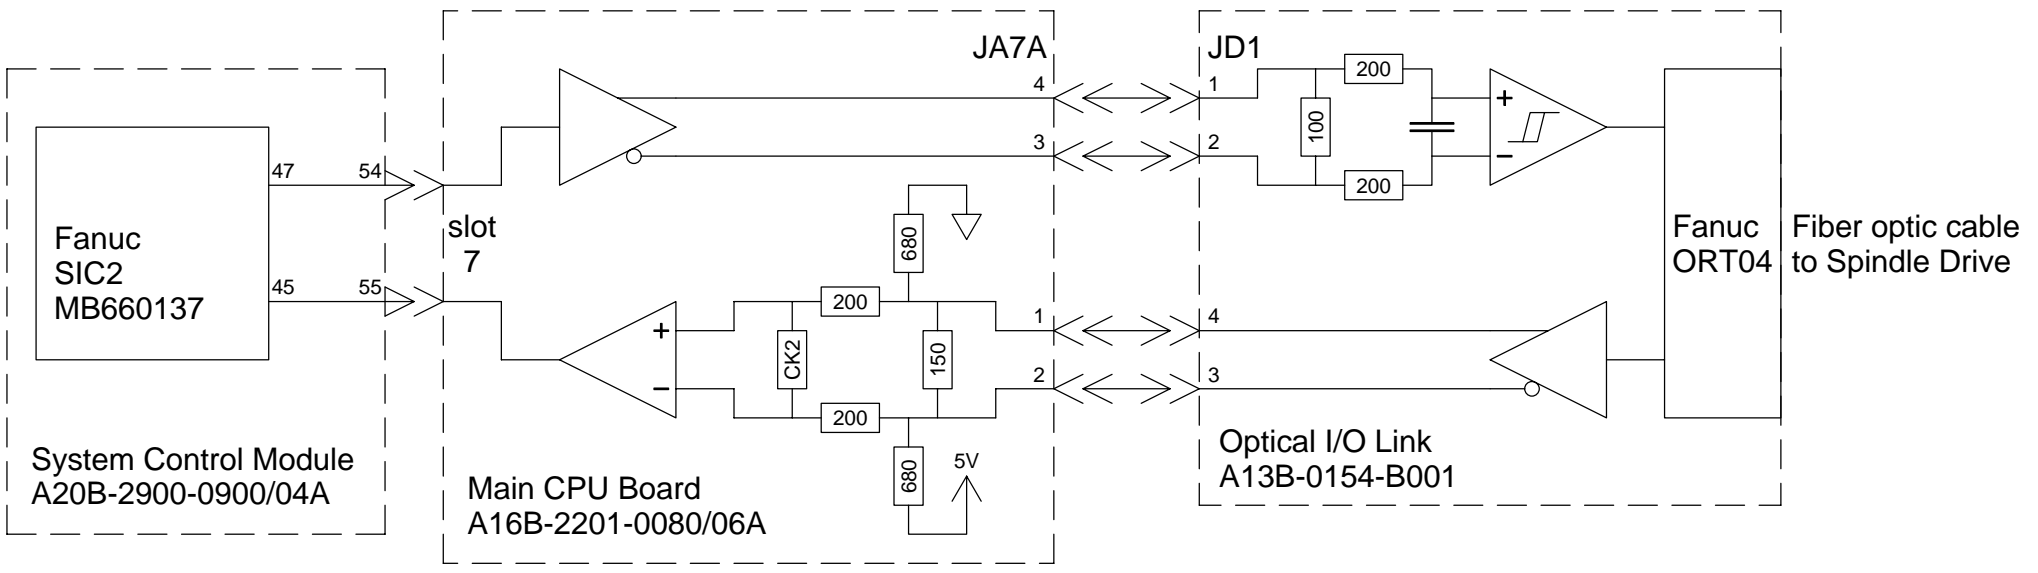 JA7A
JD1
4
1
200
+
100
3
2
−
200
47
54
slot
7
Fanuc
SIC2
MB660137
45
55
680
200
+
CK2
150
−
200
680
5V
1
4
2
3
Fanuc
ORT04
Fiber optic cable
to Spindle Drive
System Control Module
A20B-2900-0900/04A
Main CPU Board
A16B-2201-0080/06A
Optical I/O Link
A13B-0154-B001